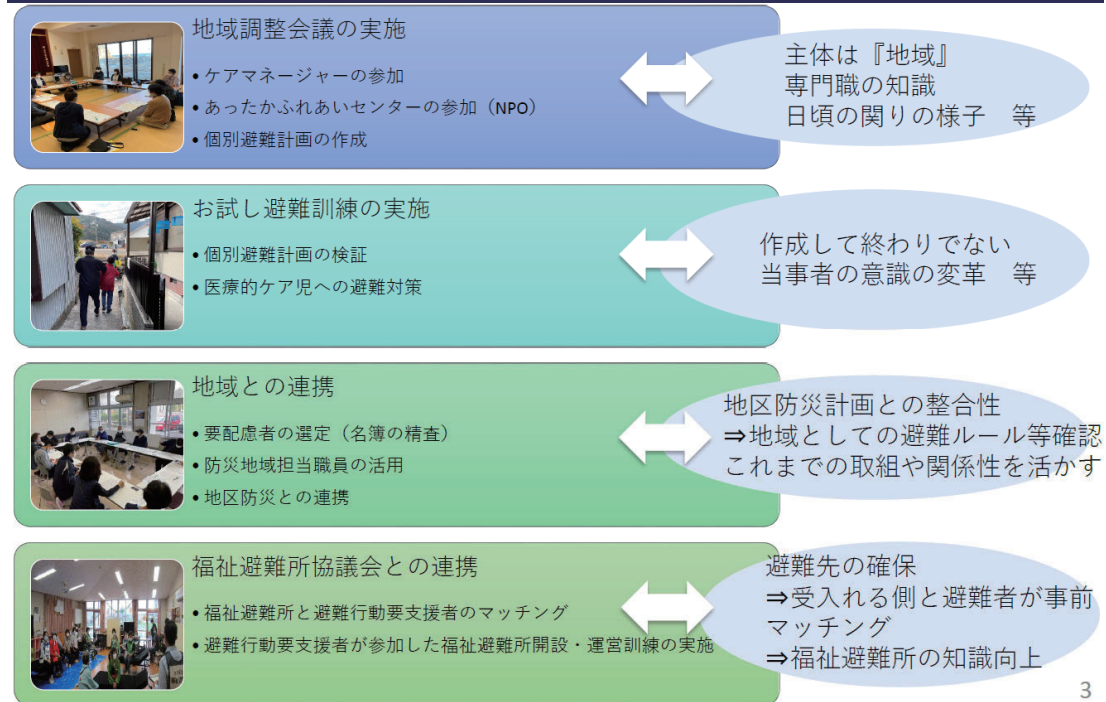 地域調整会議の実施
•ケアマネージャーの参加
•あったかふれあいセンターの参加（NPO）
•個別避難計画の作成
主体は『地域』
専門職の知識
日頃の関りの様子　等
お試し避難訓練の実施
•個別避難計画の検証
•医療的ケア児への避難対策
作成して終わりでない
当事者の意識の変革　等
地域との連携
•要配慮者の選定（名簿の精査）
•防災地域担当職員の活用
•地区防災との連携
地区防災計画との整合性
⇒地域としての避難ルール等確認
これまでの取組や関係性を活かす
福祉避難所協議会との連携
•福祉避難所と避難行動要支援者のマッチング
•避難行動要支援者が参加した福祉避難所開設・運営訓練の実施
避難先の確保
⇒受入れる側と避難者が事前
マッチング
⇒福祉避難所の知識向上
3